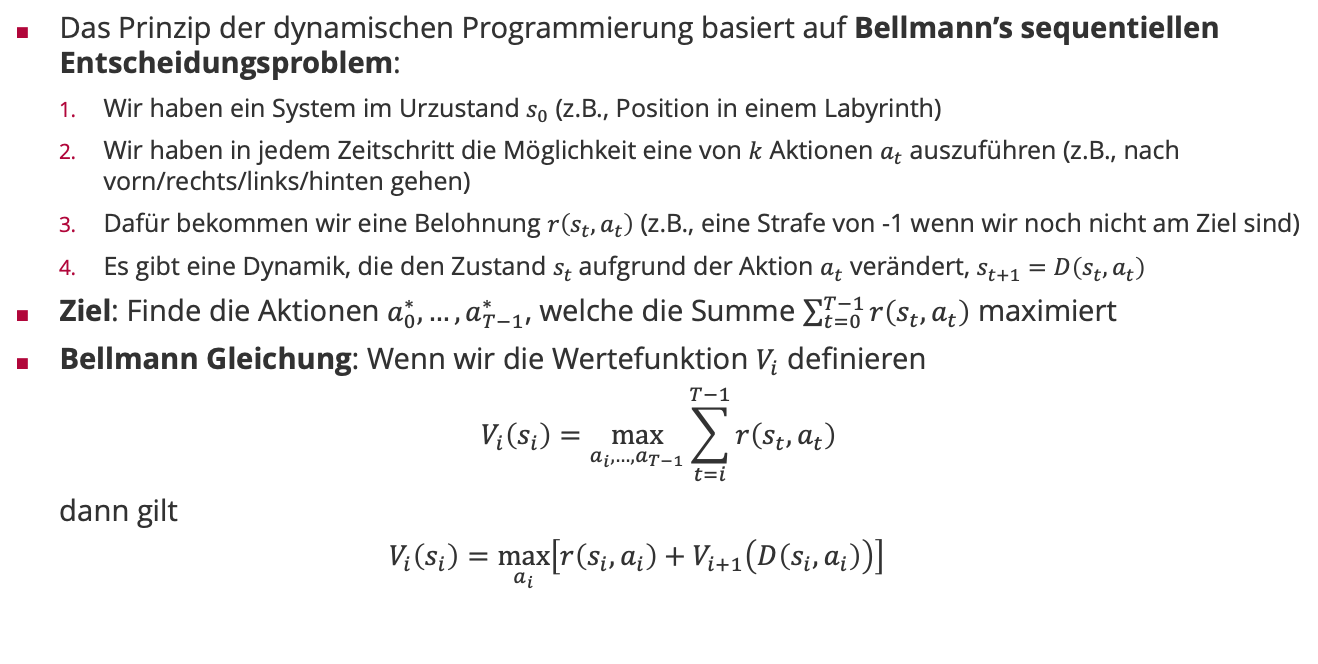 ▪ Das Prinzip der dynamischen Programmierung basiert auf Bellmann’s sequentiellen
Entscheidungsproblem:
1. Wir haben ein System im Urzustand s₀ (z.B., Position in einem Labyrinth)
2. Wir haben in jedem Zeitschritt die Möglichkeit eine von k Aktionen aₜ auszuführen (z.B., nach
vorn/rechts/links/hinten gehen)
3. Dafür bekommen wir eine Belohnung r(sₜ, aₜ) (z.B., eine Strafe von -1 wenn wir noch nicht am Ziel sind)
4. Es gibt eine Dynamik, die den Zustand sₜ aufgrund der Aktion aₜ verändert, sₜ₊₁ = D(sₜ, aₜ)
▪ Ziel: Finde die Aktionen a₀*, … , a*_{T−1}, welche die Summe ∑_{t=0}^{T−1} r(sₜ, aₜ) maximiert
▪ Bellmann Gleichung: Wenn wir die Wertefunktion Vᵢ definieren
Vᵢ(sᵢ) = max_{aᵢ,…,a_{T−1}} ∑_{t=i}^{T−1} r(sₜ, aₜ)
dann gilt
Vᵢ(sᵢ) = max_{aᵢ}[r(sᵢ, aᵢ) + Vᵢ₊₁(D(sᵢ, aᵢ))]